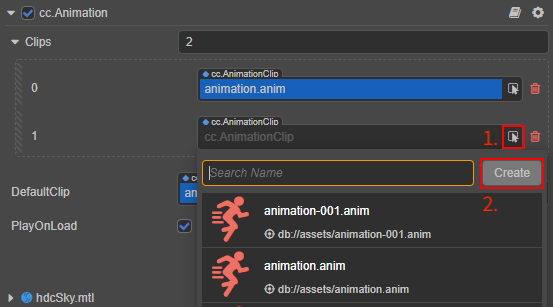 cc.Animation
Clips 2
cc.AnimationClip
0 animation.anim
cc.AnimationClip
1 cc.AnimationClip
1.
Search Name Create
2.
DefaultClip
PlayOnLoad
animation-001.anim
db://assets/animation-001.anim
animation.anim
db://assets/animation.anim
hdcSky.mtl